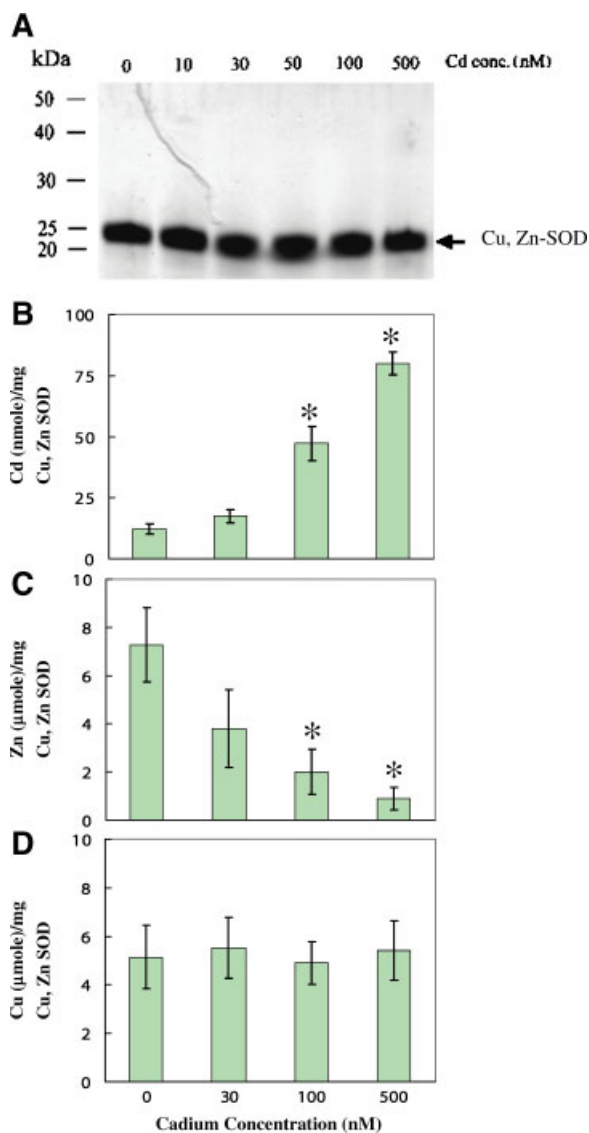 A
kDa 0 10 30 50 100 500 Cd conc. (nM)
50
40
30
25
20
Cu, Zn-SOD
B
100
75
50
25
0
Cd (nmole)/mg
Cu, Zn SOD
* *
C
10
8
6
4
2
0
Zn (µmole)/mg
Cu, Zn SOD
* *
D
10
8
6
4
2
0
Cu (µmole)/mg
Cu, Zn SOD
0 30 100 500
Cadium Concentration (nM)